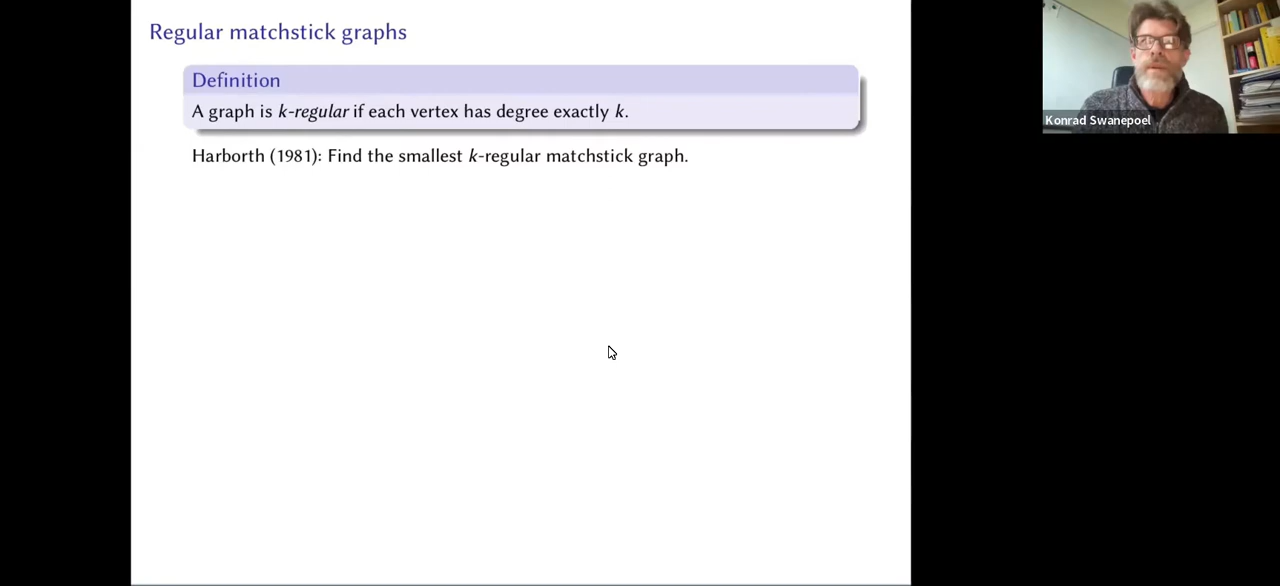 Regular matchstick graphs
Definition
A graph is k-regular if each vertex has degree exactly k.
Harborth (1981): Find the smallest k-regular matchstick graph.
Konrad Swanepoel